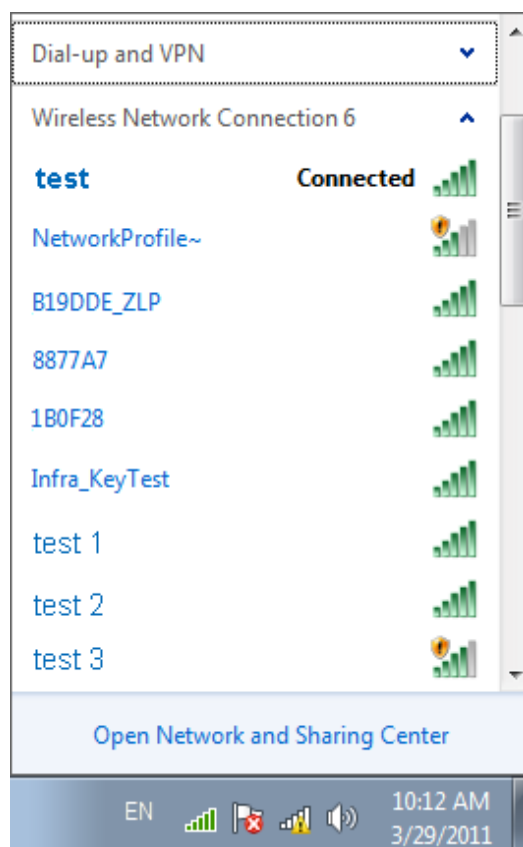 Dial-up and VPN
Wireless Network Connection 6
test Connected
NetworkProfile~
B19DDE_ZLP
8877A7
1B0F28
Infra_KeyTest
test 1
test 2
test 3
Open Network and Sharing Center
EN 10:12 AM
3/29/2011